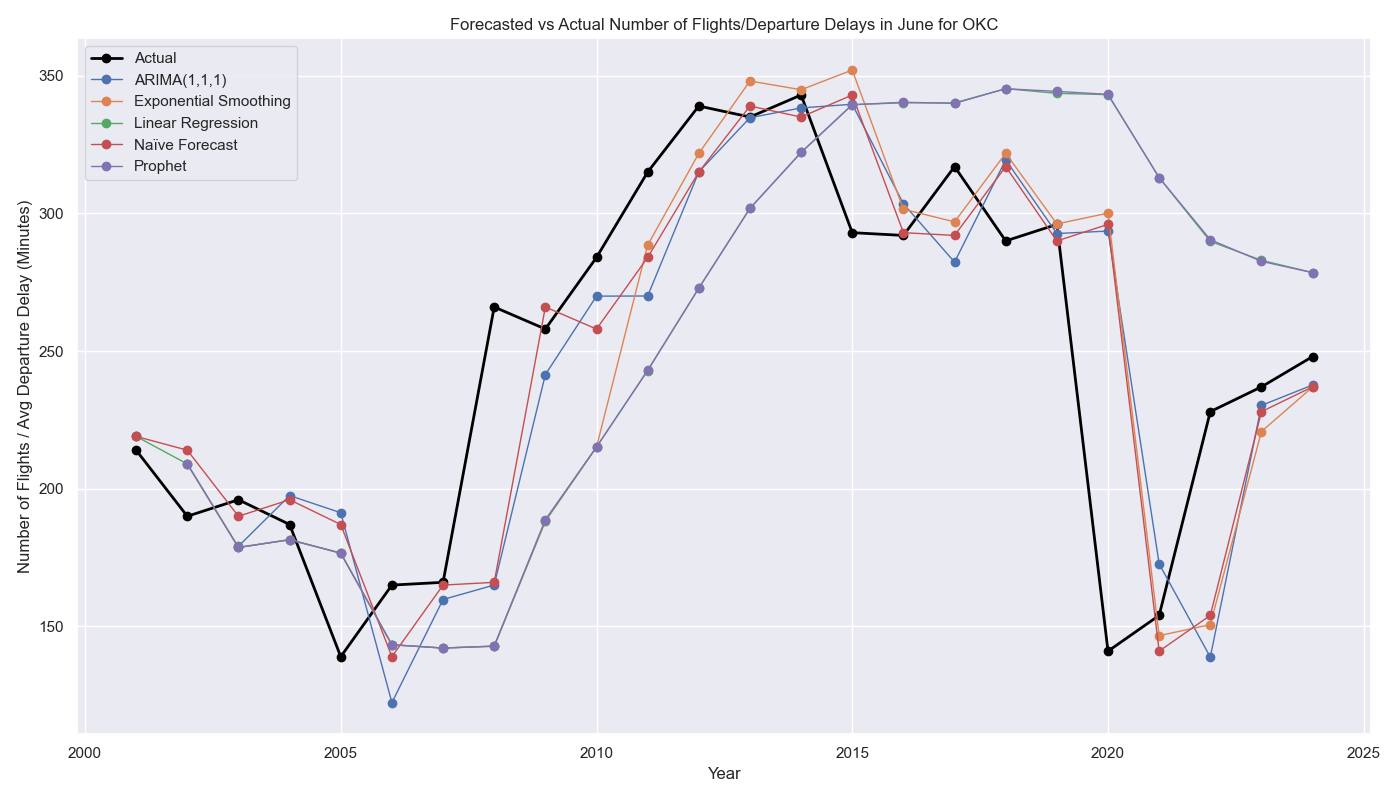 Forecasted vs Actual Number of Flights/Departure Delays in June for OKC
Actual
ARIMA(1,1,1)
Exponential Smoothing
Linear Regression
Naïve Forecast
Prophet
Number of Flights / Avg Departure Delay (Minutes)
350
300
250
200
150
2000
2005
2010
2015
2020
2025
Year